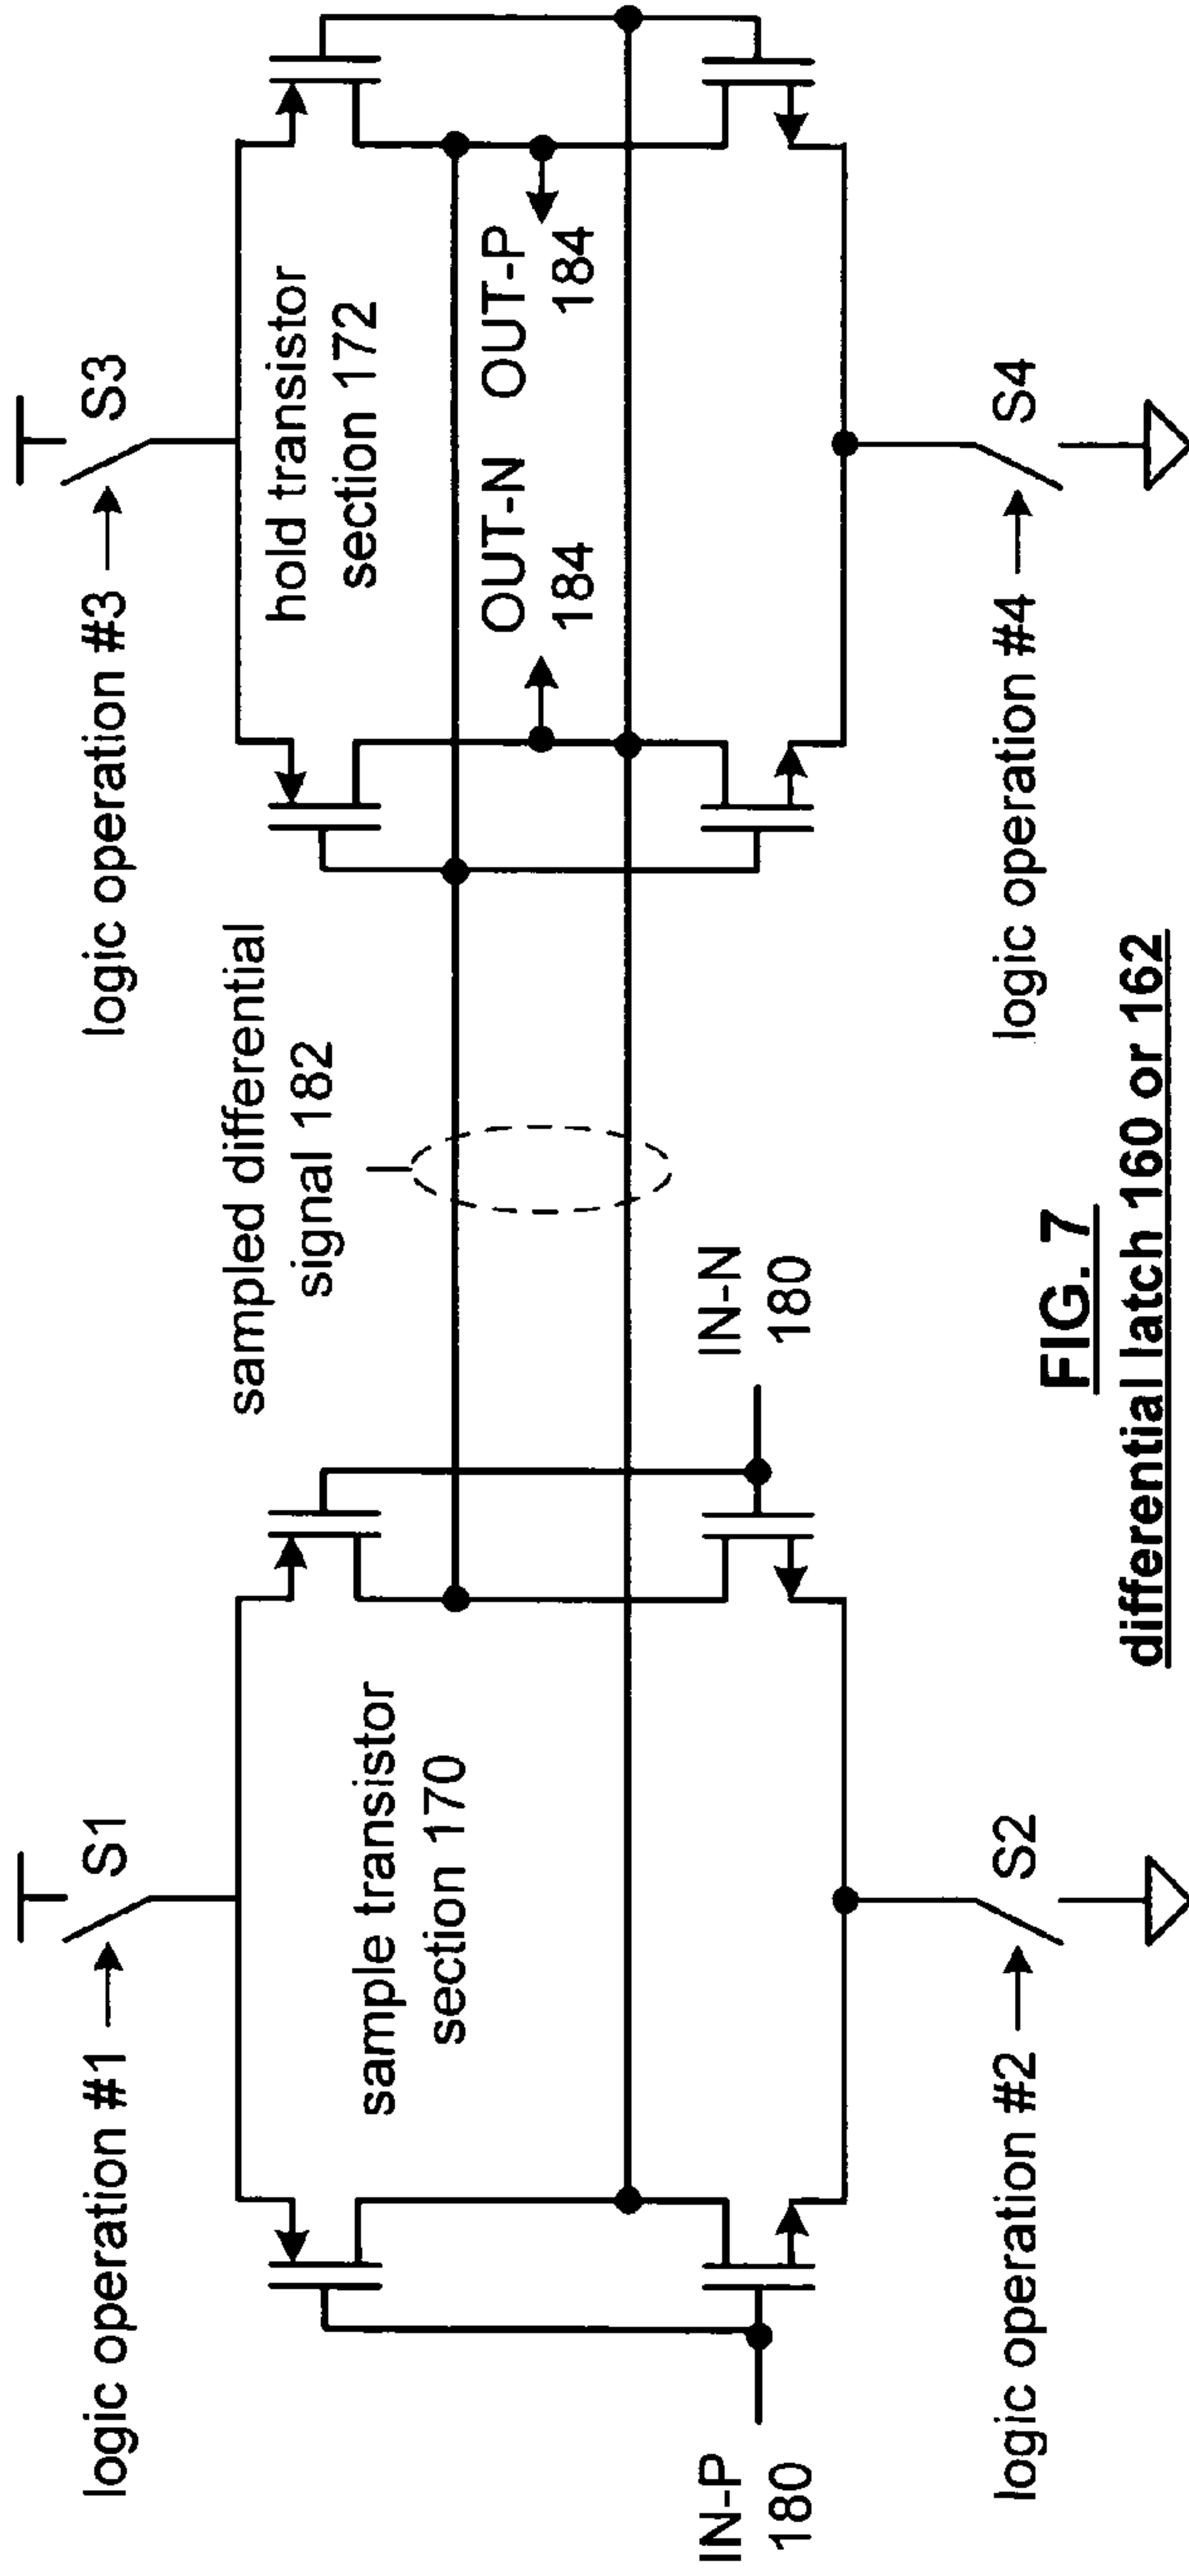 logic operation #1
S1
logic operation #3
S3
sample transistor
section 170
sampled differential
signal 182
hold transistor
section 172
OUT-N
184
OUT-P
184
IN-P
180
IN-N
180
logic operation #2
S2
logic operation #4
S4
FIG. 7
differential latch 160 or 162